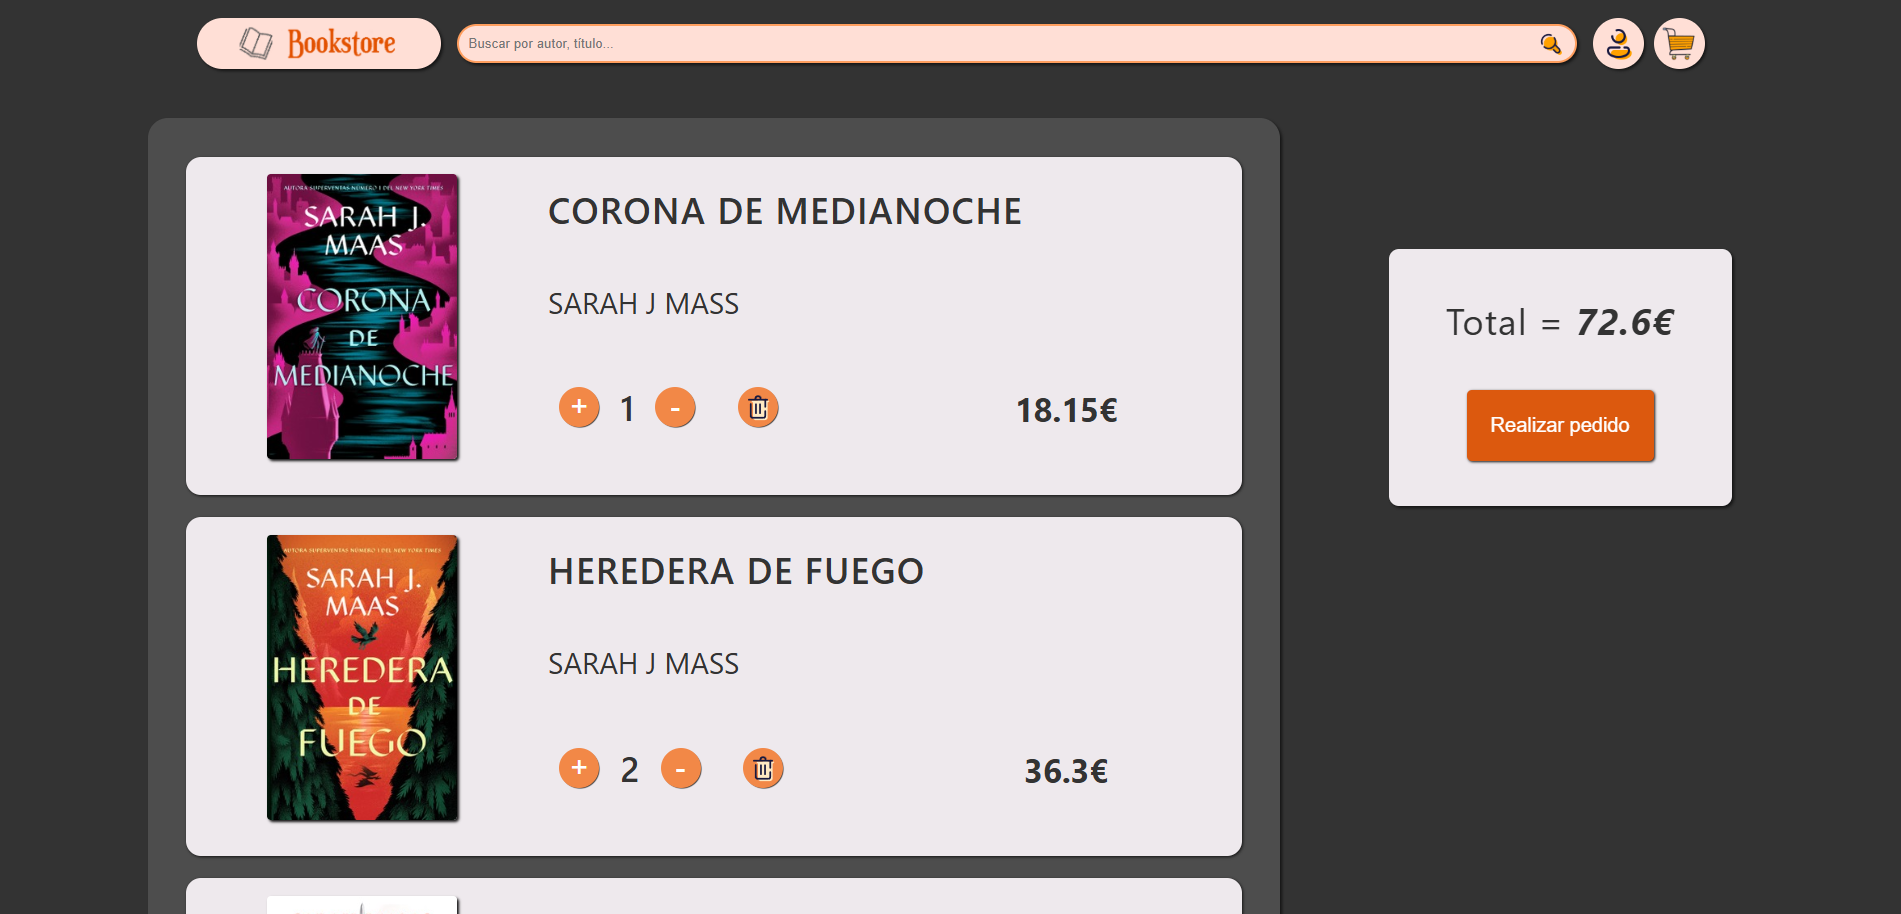 Bookstore
Buscar por autor, título...
AUTORA SUPERVENTAS NÚMERO 1 DEL NEW YORK TIMES
SARAH J.
MAAS
CORONA
DE
MEDIANOCHE
CORONA DE MEDIANOCHE
SARAH J MASS
+ 1 -
18.15€
Total = 72.6€
Realizar pedido
AUTORA SUPERVENTAS NÚMERO 1 DEL NEW YORK TIMES
SARAH J.
MAAS
HEREDERA
DE
FUEGO
HEREDERA DE FUEGO
SARAH J MASS
+ 2 -
36.3€